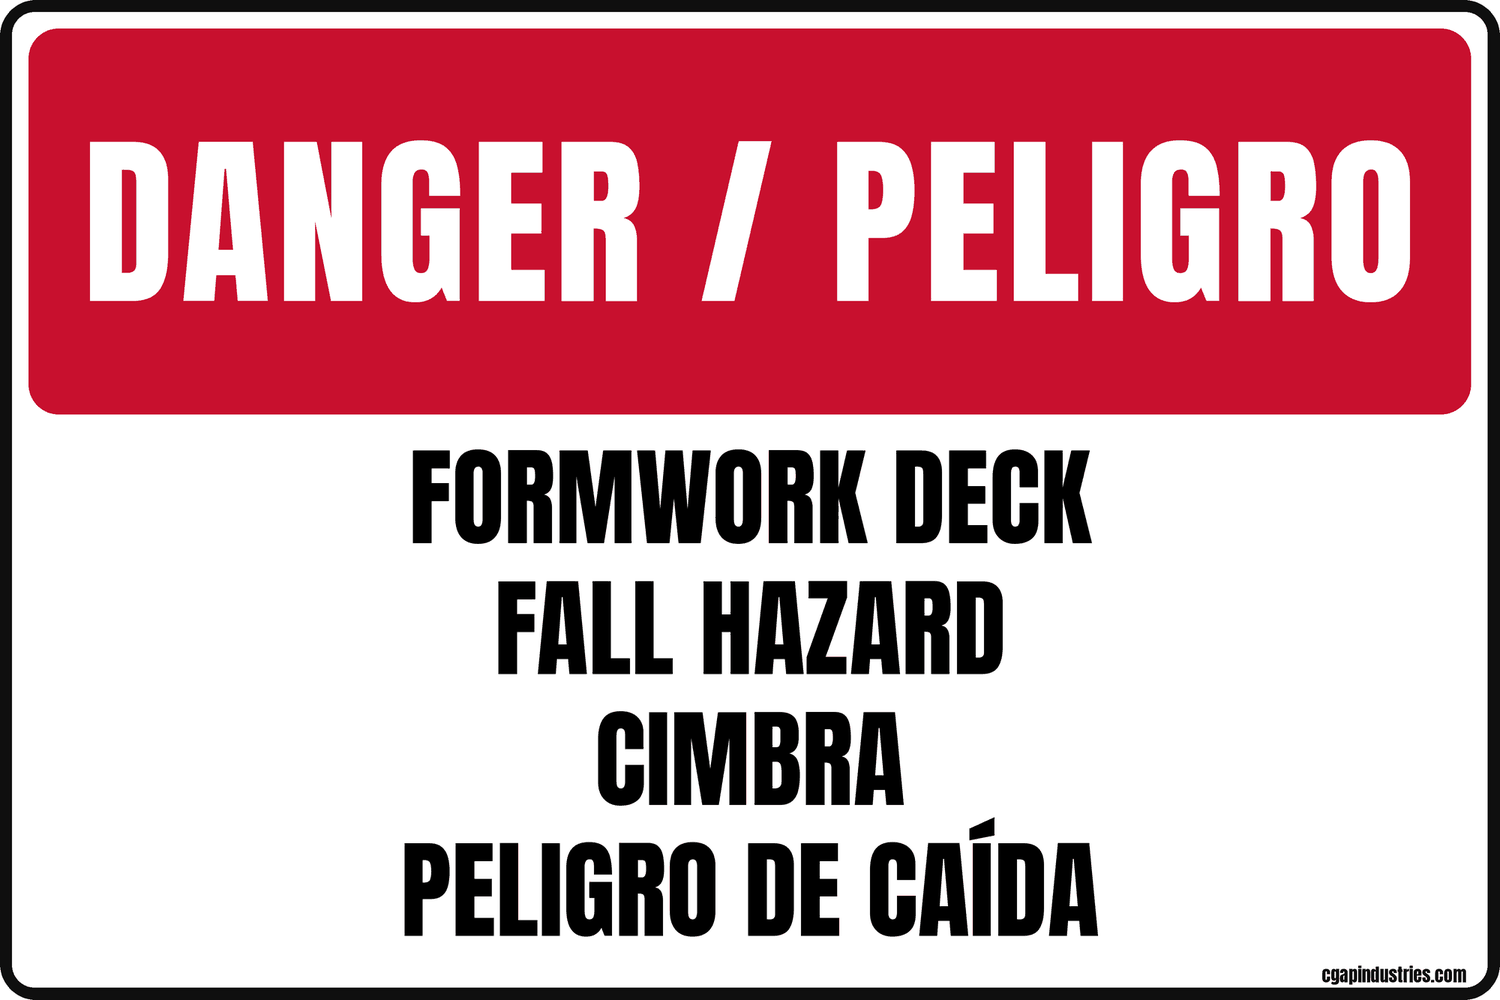 DANGER / PELIGRO
FORMWORK DECK
FALL HAZARD
CIMBRA
PELIGRO DE CAÍDA
cgapindustries.com